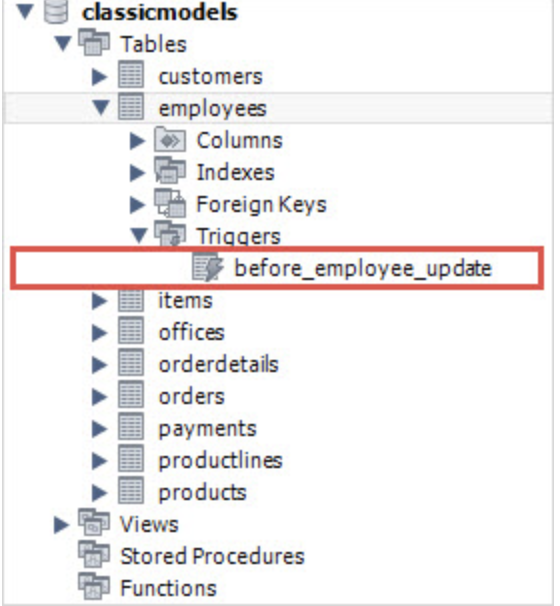 classicmodels
Tables
customers
employees
Columns
Indexes
Foreign Keys
Triggers
before_employee_update
items
offices
orderdetails
orders
payments
productlines
products
Views
Stored Procedures
Functions